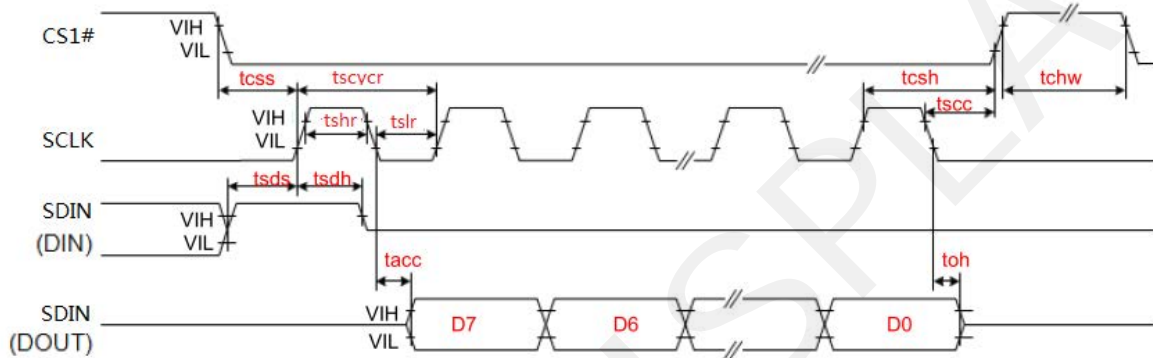 CS1#
VIH
VIL
tcss
tscycr
tcsh
tchw
tscc
SCLK
VIH
VIL
tshr
tslr
tsds
tsdh
SDIN
(DIN)
VIH
VIL
tacc
toh
SDIN
(DOUT)
VIH
VIL
D7
D6
D0